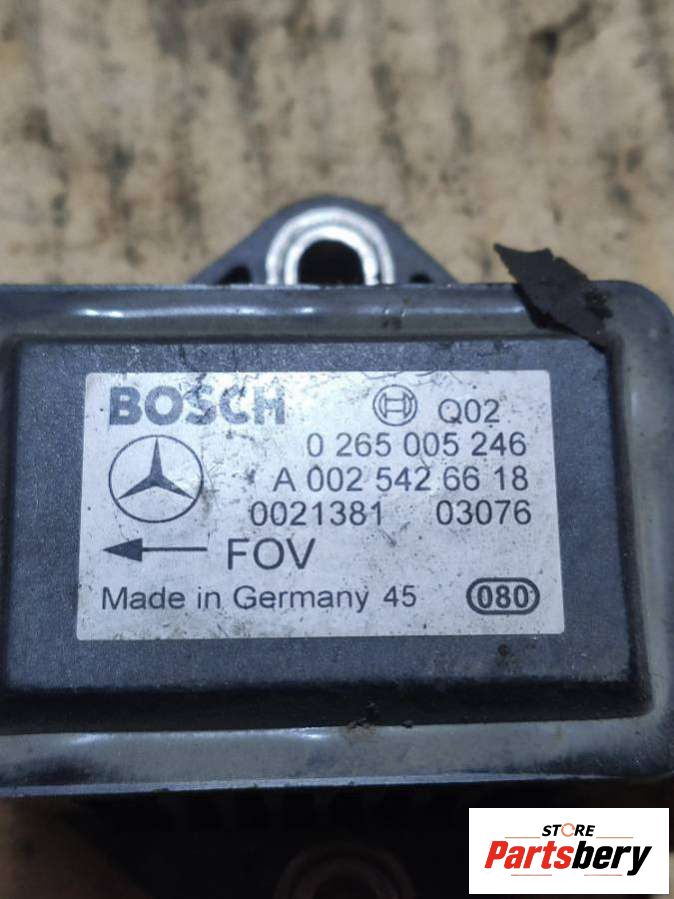 BOSCH Q02
0 265 005 246
A 002 542 66 18
0021381 03076
FOV
Made in Germany 45 080
STORE
Partsbery